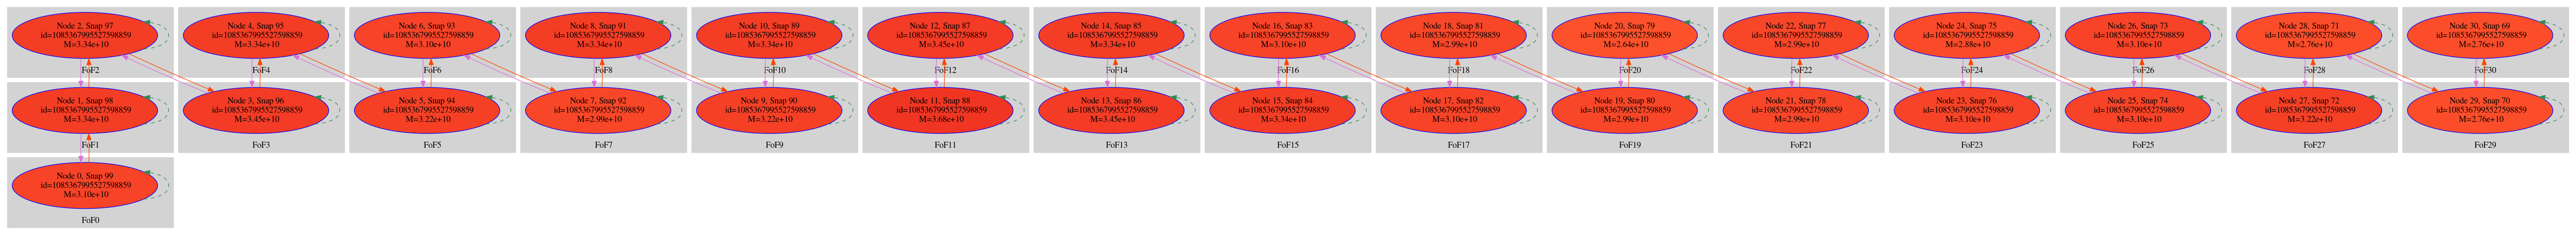 Node 2, Snap 97
id=1085367995527598859
M=3.34e+10
FoF2
Node 4, Snap 95
id=1085367995527598859
M=3.34e+10
FoF4
Node 6, Snap 93
id=1085367995527598859
M=3.10e+10
FoF6
Node 8, Snap 91
id=1085367995527598859
M=3.34e+10
FoF8
Node 10, Snap 89
id=1085367995527598859
M=3.34e+10
FoF10
Node 12, Snap 87
id=1085367995527598859
M=3.45e+10
FoF12
Node 14, Snap 85
id=1085367995527598859
M=3.34e+10
FoF14
Node 16, Snap 83
id=1085367995527598859
M=3.10e+10
FoF16
Node 18, Snap 81
id=1085367995527598859
M=2.99e+10
FoF18
Node 20, Snap 79
id=1085367995527598859
M=2.64e+10
FoF20
Node 22, Snap 77
id=1085367995527598859
M=2.99e+10
FoF22
Node 24, Snap 75
id=1085367995527598859
M=2.88e+10
FoF24
Node 26, Snap 73
id=1085367995527598859
M=3.10e+10
FoF26
Node 28, Snap 71
id=1085367995527598859
M=2.76e+10
FoF28
Node 30, Snap 69
id=1085367995527598859
M=2.76e+10
FoF30
Node 1, Snap 98
id=1085367995527598859
M=3.34e+10
FoF1
Node 3, Snap 96
id=1085367995527598859
M=3.45e+10
FoF3
Node 5, Snap 94
id=1085367995527598859
M=3.22e+10
FoF5
Node 7, Snap 92
id=1085367995527598859
M=2.99e+10
FoF7
Node 9, Snap 90
id=1085367995527598859
M=3.22e+10
FoF9
Node 11, Snap 88
id=1085367995527598859
M=3.68e+10
FoF11
Node 13, Snap 86
id=1085367995527598859
M=3.45e+10
FoF13
Node 15, Snap 84
id=1085367995527598859
M=3.34e+10
FoF15
Node 17, Snap 82
id=1085367995527598859
M=3.10e+10
FoF17
Node 19, Snap 80
id=1085367995527598859
M=2.99e+10
FoF19
Node 21, Snap 78
id=1085367995527598859
M=2.99e+10
FoF21
Node 23, Snap 76
id=1085367995527598859
M=3.10e+10
FoF23
Node 25, Snap 74
id=1085367995527598859
M=3.10e+10
FoF25
Node 27, Snap 72
id=1085367995527598859
M=3.22e+10
FoF27
Node 29, Snap 70
id=1085367995527598859
M=2.76e+10
FoF29
Node 0, Snap 99
id=1085367995527598859
M=3.10e+10
FoF0